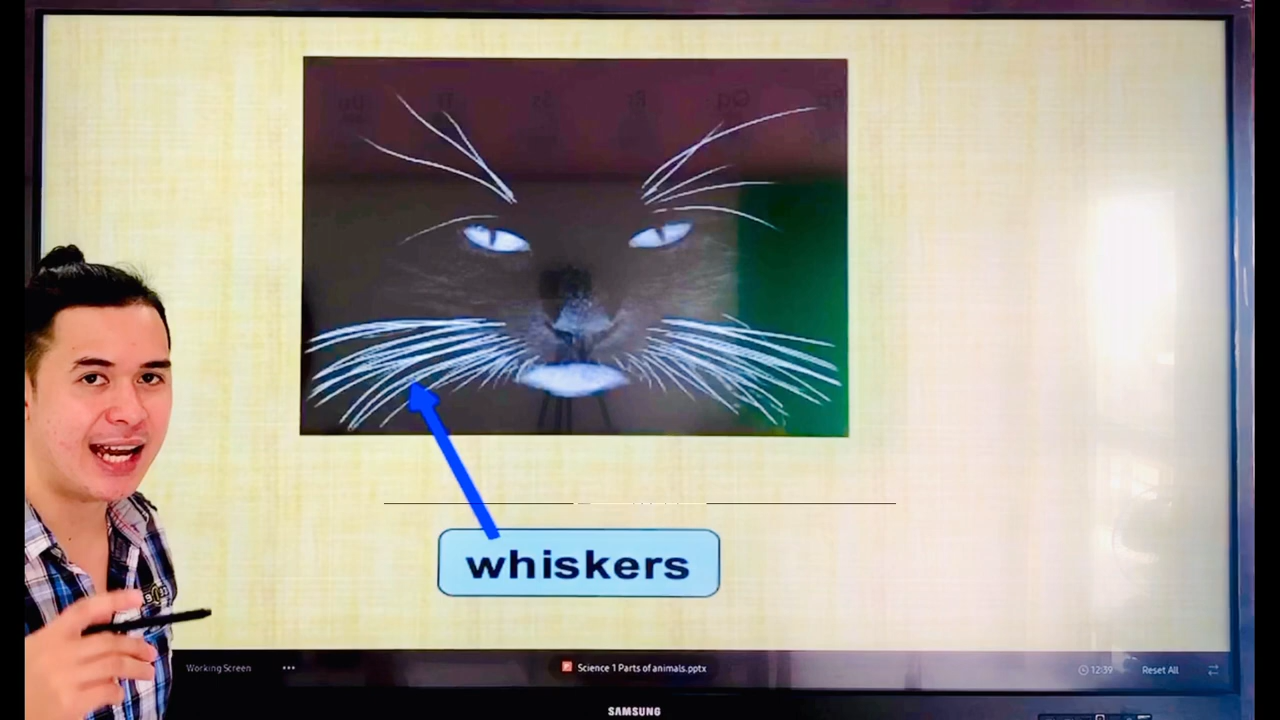 whiskers
Working Screen
Science 1 Parts of animals.pptx
12:39
Reset All
SAMSUNG